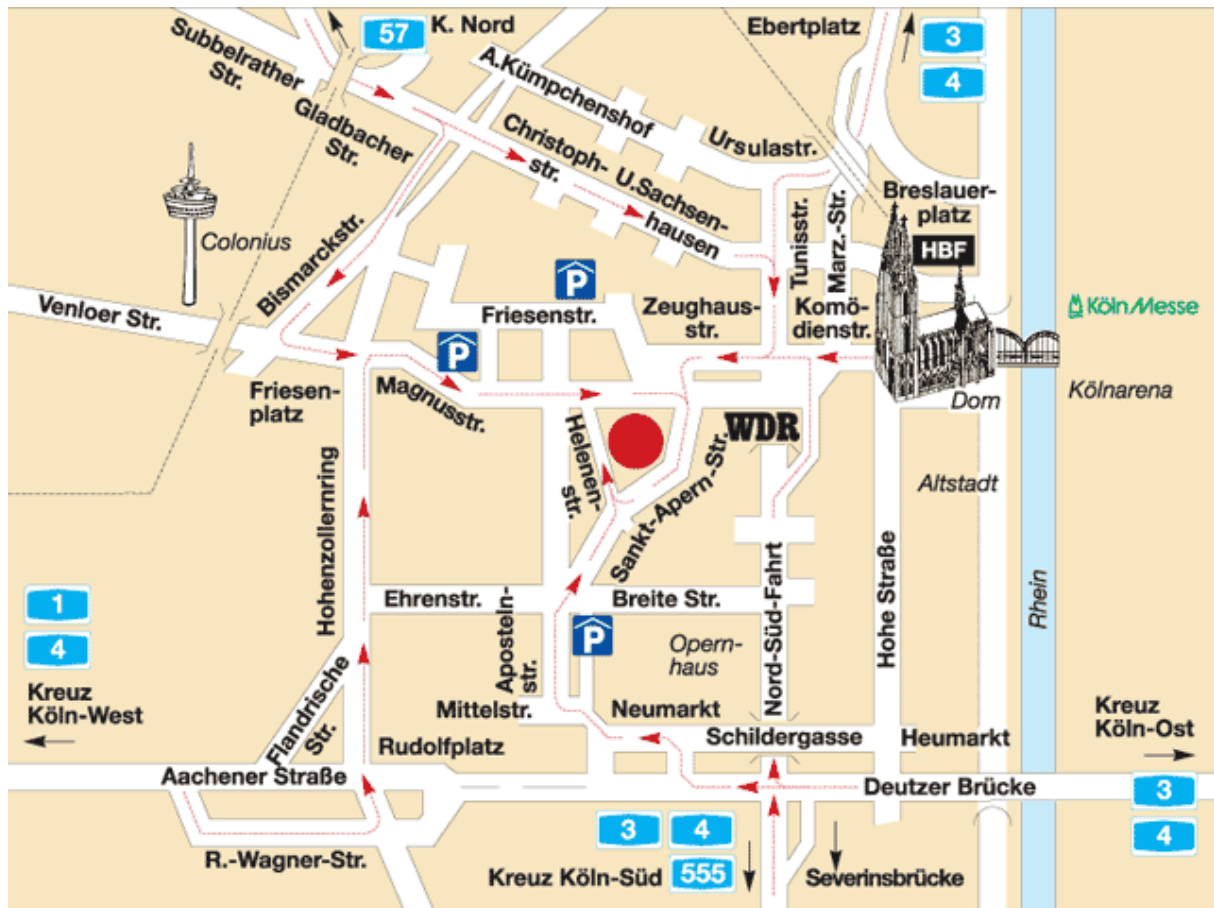 57
K. Nord
Ebertplatz
3
4
Subbelrather
Str.
A.Kümpchenshof
Gladbacher
Str.
Christoph-
str.
Ursulastr.
U.Sachsen-
hausen
Breslauer-
platz
HBF
Colonius
Bismarckstr.
Tunisstr.
Marz.-Str.
Venloer Str.
P
Friesenstr.
Zeughaus-
str.
Komö-
dienstr.
KölnMesse
P
Friesen-
platz
Magnusstr.
Dom
Kölnarena
Helenen-
str.
WDR
Sankt-Apern-Str.
Altstadt
Hohenzollernring
1
4
Kreuz
Köln-West
Ehrenstr.
Aposteln-
str.
Breite Str.
P
Opern-
haus
Nord-Süd-Fahrt
Hohe Straße
Rhein
Flandrische
Str.
Mittelstr.
Neumarkt
Rudolfplatz
Schildergasse
Heumarkt
Kreuz
Köln-Ost
Aachener Straße
Deutzer Brücke
3
4
R.-Wagner-Str.
3
4
Kreuz Köln-Süd
555
Severinsbrücke